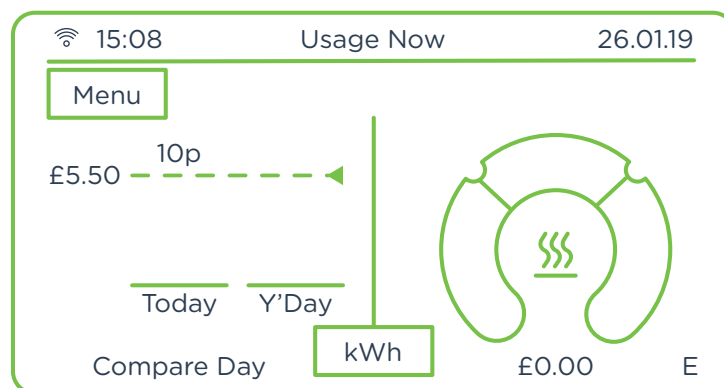 15:08 Usage Now 26.01.19
Menu
10p
£5.50
Today Y'Day
kWh
Compare Day £0.00 E